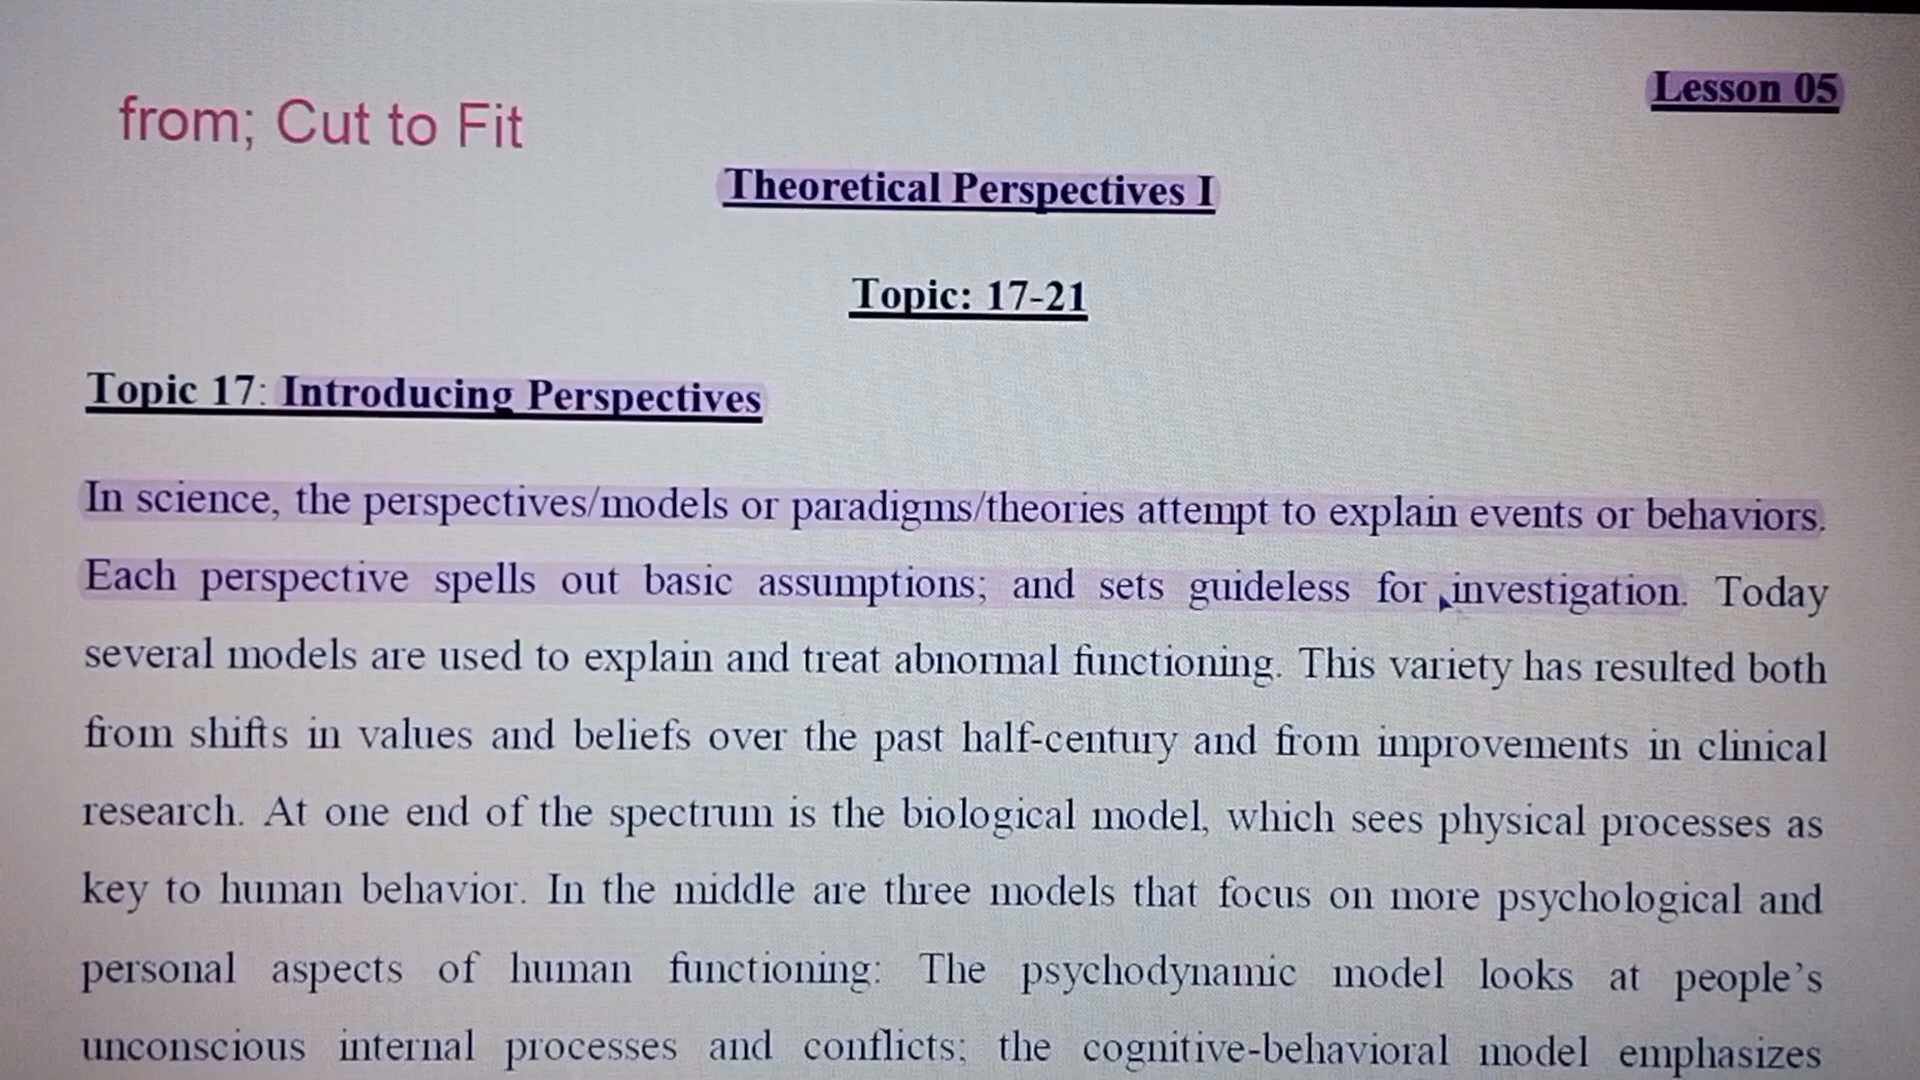 Lesson 05
from; Cut to Fit
Theoretical Perspectives I
Topic: 17-21
Topic 17: Introducing Perspectives
In science, the perspectives/models or paradigms/theories attempt to explain events or behaviors.
Each perspective spells out basic assumptions; and sets guideless for investigation. Today
several models are used to explain and treat abnormal functioning. This variety has resulted both
from shifts in values and beliefs over the past half-century and from improvements in clinical
research. At one end of the spectrum is the biological model, which sees physical processes as
key to human behavior. In the middle are three models that focus on more psychological and
personal aspects of human functioning: The psychodynamic model looks at people’s
unconscious internal processes and conflicts; the cognitive-behavioral model emphasizes